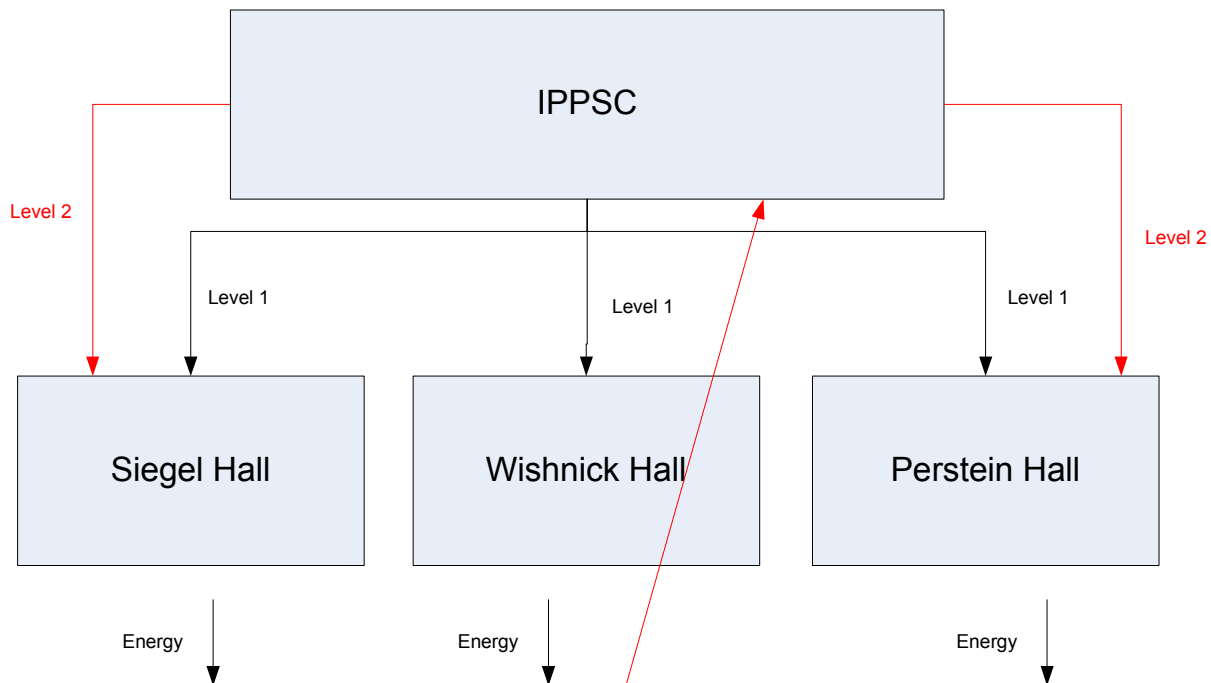 IPPSC
Level 2
Level 2
Level 1
Level 1
Level 1
Siegel Hall
Wishnick Hall
Perstein Hall
Energy
Energy
Energy